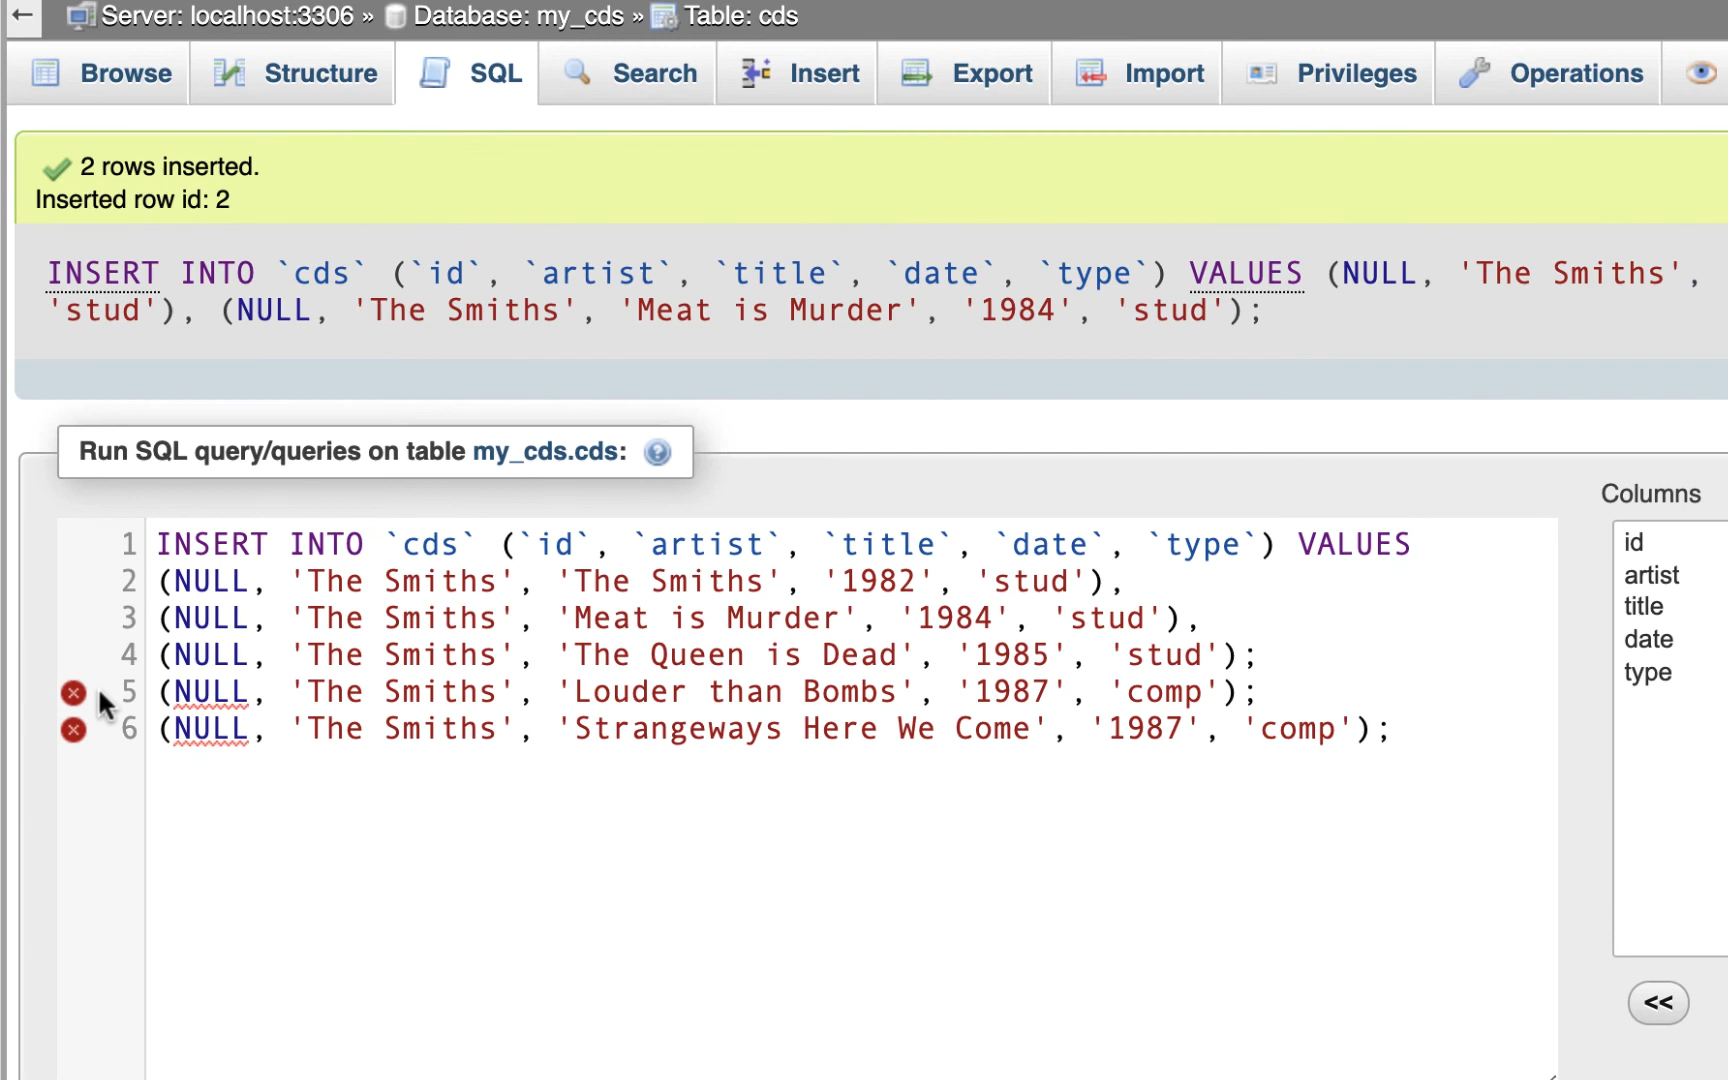 Server: localhost:3306 » Database: my_cds » Table: cds
Browse Structure SQL Search Insert Export Import Privileges Operations
2 rows inserted.
Inserted row id: 2
INSERT INTO `cds` (`id`, `artist`, `title`, `date`, `type`) VALUES (NULL, 'The Smiths',
'stud'), (NULL, 'The Smiths', 'Meat is Murder', '1984', 'stud');
Run SQL query/queries on table my_cds.cds:
Columns
1 INSERT INTO `cds` (`id`, `artist`, `title`, `date`, `type`) VALUES
2 (NULL, 'The Smiths', 'The Smiths', '1982', 'stud'),
3 (NULL, 'The Smiths', 'Meat is Murder', '1984', 'stud'),
4 (NULL, 'The Smiths', 'The Queen is Dead', '1985', 'stud');
5 (NULL, 'The Smiths', 'Louder than Bombs', '1987', 'comp');
6 (NULL, 'The Smiths', 'Strangeways Here We Come', '1987', 'comp');
id
artist
title
date
type
<<